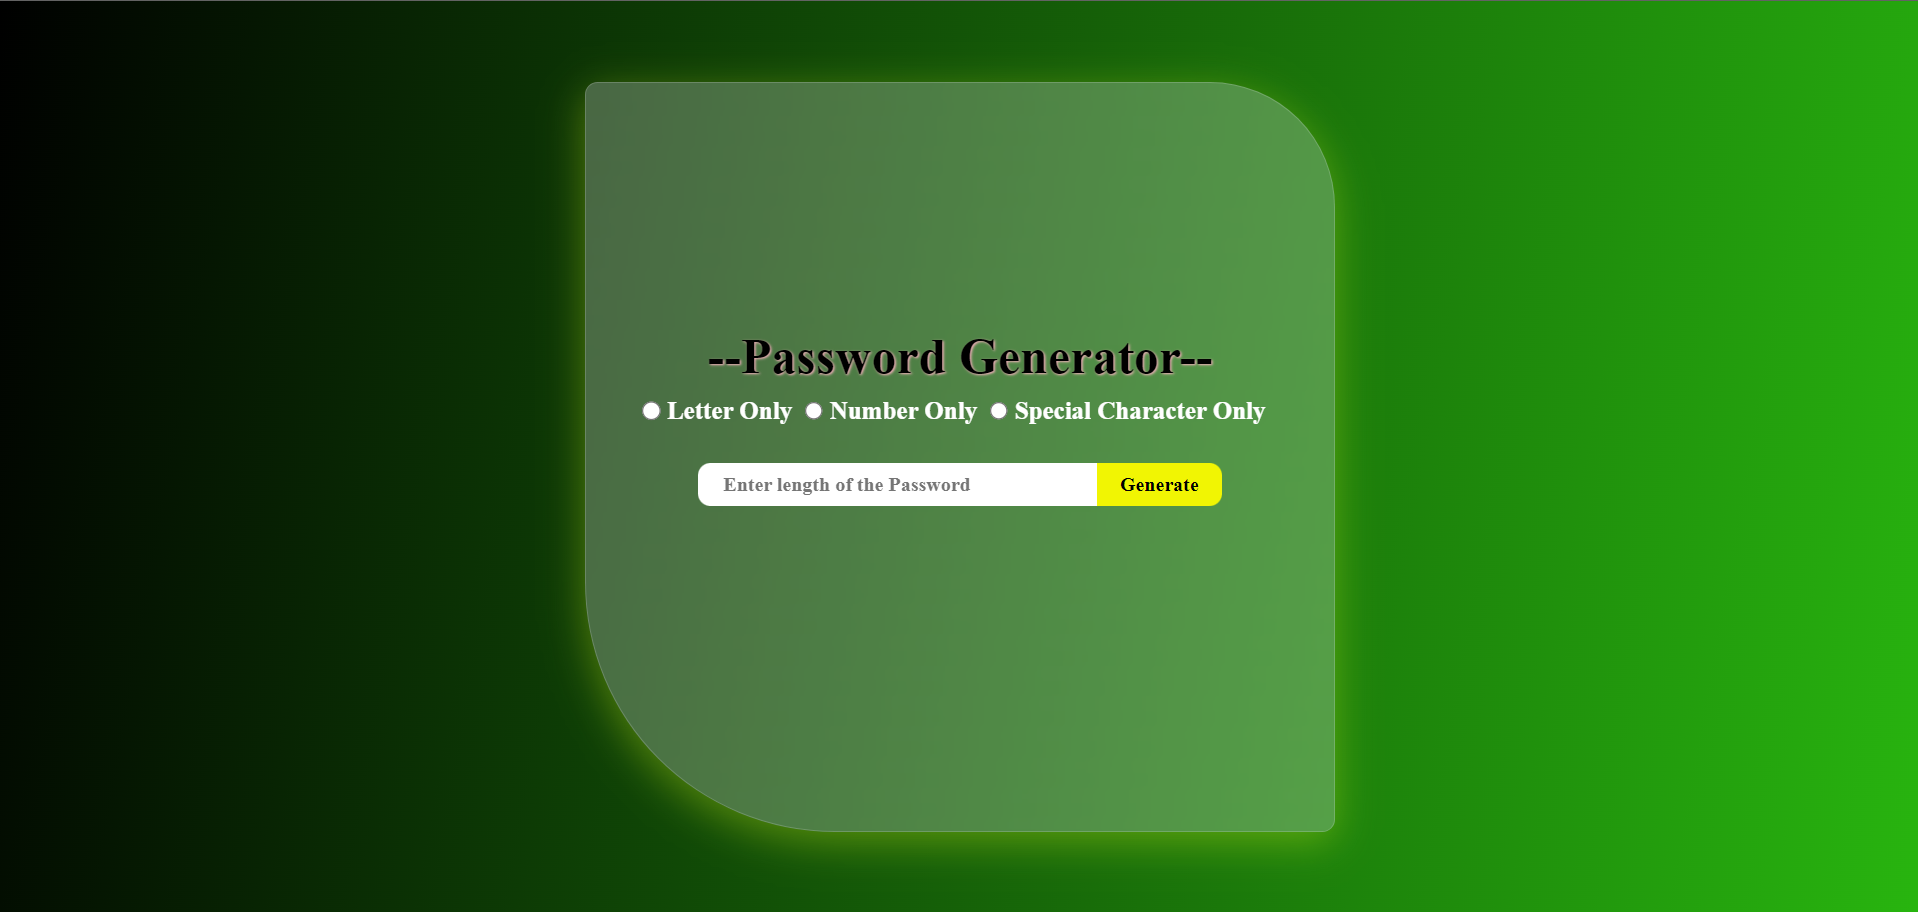 --Password Generator--
Letter Only Number Only Special Character Only
Enter length of the Password Generate